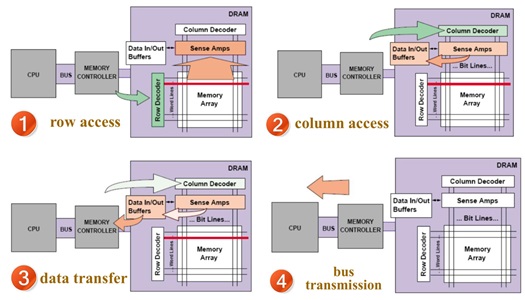 DRAM
Column Decoder
Data In/Out
Buffers
Sense Amps
CPU
BUS
MEMORY
CONTROLLER
Row Decoder
Word Lines
Memory
Array
1
row access
DRAM
Column Decoder
Data In/Out
Buffers
Sense Amps
... Bit Lines...
CPU
BUS
MEMORY
CONTROLLER
Row Decoder
Word Lines
Memory
Array
2
column access
DRAM
Column Decoder
Data In/Out
Buffers
Sense Amps
... Bit Lines...
CPU
BUS
MEMORY
CONTROLLER
Row Decoder
Word Lines
Memory
Array
3
data transfer
DRAM
Column Decoder
Data In/Out
Buffers
Sense Amps
... Bit Lines...
CPU
BUS
MEMORY
CONTROLLER
Row Decoder
Word Lines
Memory
Array
4
bus
transmission